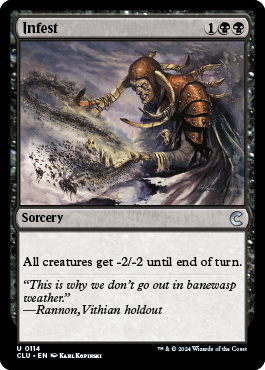 Infest 1
Sorcery
All creatures get -2/-2 until end of turn.
“This is why we don’t go out in banewasp
weather.”
—Rannon, Vithian holdout
U 0114
CLU • EN Karl Kopinski
™ & © 2024 Wizards of the Coast